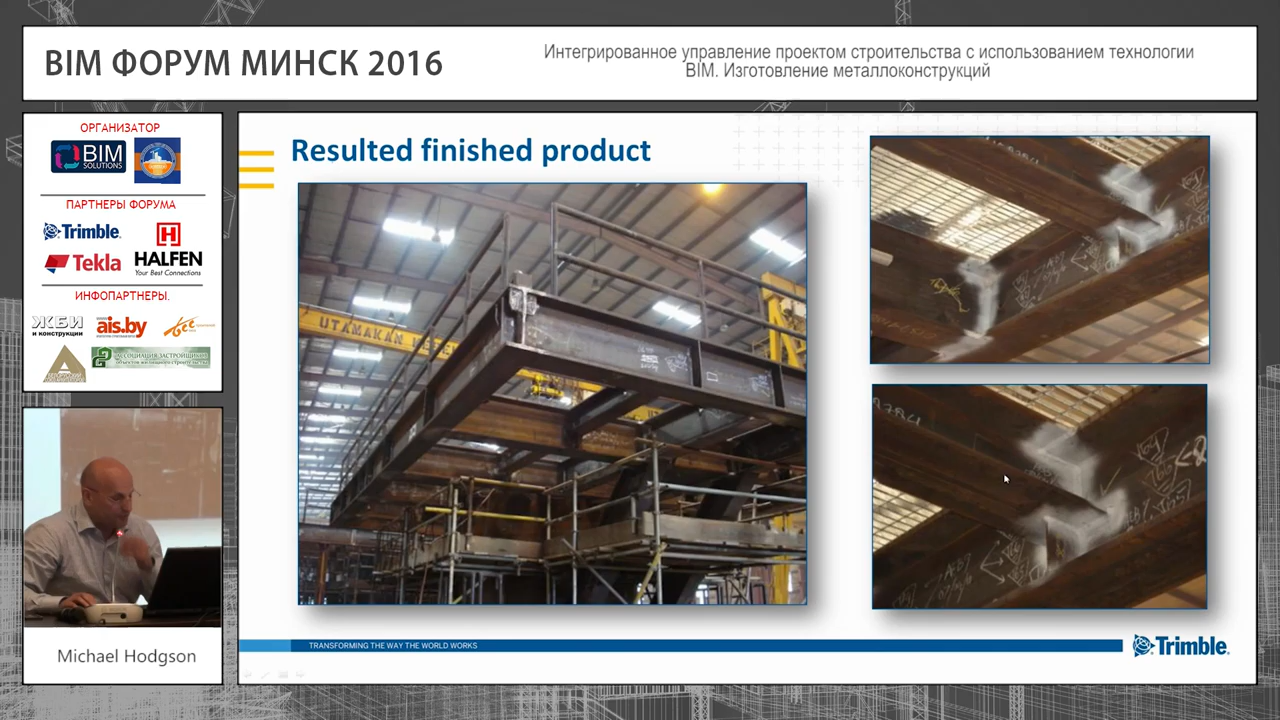 BIM ФОРУМ МИНСК 2016
Интегрированное управление проектом строительства с использованием технологии
BIM. Изготовление металлоконструкций
ОРГАНИЗАТОР
BIM
SOLUTIONS
ПАРТНЕРЫ ФОРУМА
Trimble
HALFEN
Your Best Connections
Tekla
ИНФОПАРТНЕРЫ.
ЖБИ
и конструкции
ais.by
все
АССОЦИАЦИЯ ЗАСТРОЙЩИКОВ
Michael Hodgson
Resulted finished product
UTAMAKAN
TRANSFORMING THE WAY THE WORLD WORKS
Trimble